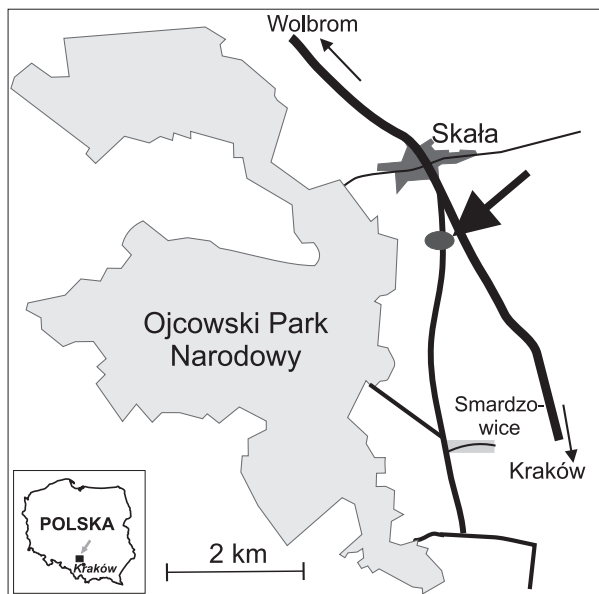 Wolbrom
Skała
Ojcowski Park
Narodowy
Smardzo-
wice
Kraków
POLSKA
Kraków
2 km